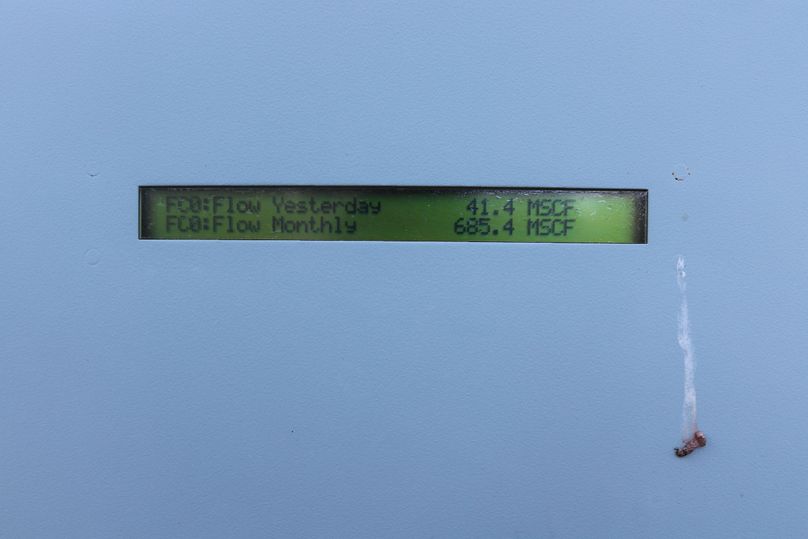 FC0:Flow Yesterday 41.4 MSCF
FC0:Flow Monthly 685.4 MSCF